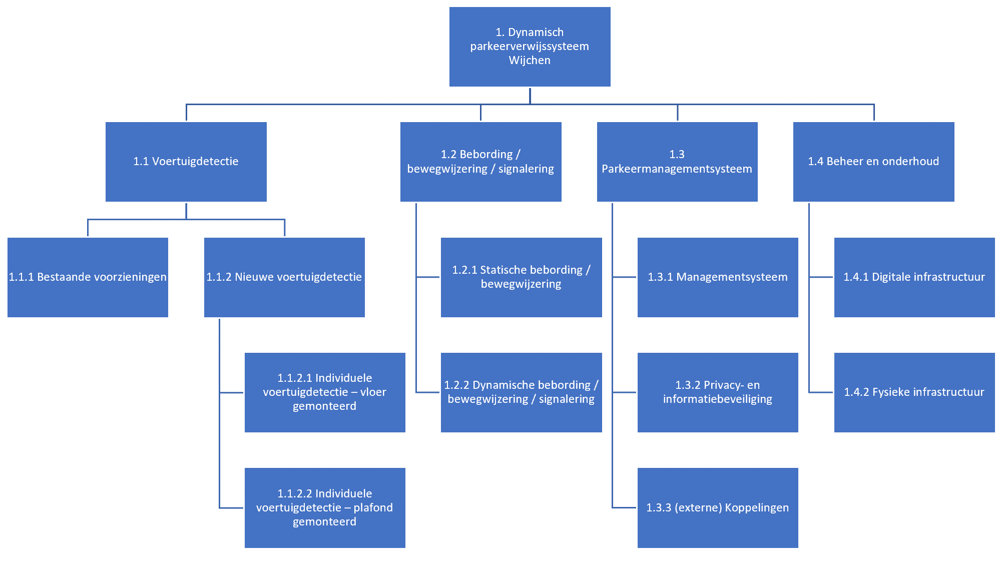 1. Dynamisch
parkeerverwijssysteem
Wijchen
1.1 Voertuigdetectie
1.2 Bebording /
bewegwijzering / signalering
1.3
Parkeermanagementsysteem
1.4 Beheer en onderhoud
1.1.1 Bestaande voorzieningen
1.1.2 Nieuwe voertuigdetectie
1.2.1 Statische bebording /
bewegwijzering
1.3.1 Managementsysteem
1.4.1 Digitale infrastructuur
1.1.2.1 Individuele
voertuigdetectie – vloer
gemonteerd
1.2.2 Dynamische bebording /
bewegwijzering / signalering
1.3.2 Privacy- en
informatiebeveiliging
1.4.2 Fysieke infrastructuur
1.1.2.2 Individuele
voertuigdetectie – plafond
gemonteerd
1.3.3 (externe) Koppelingen